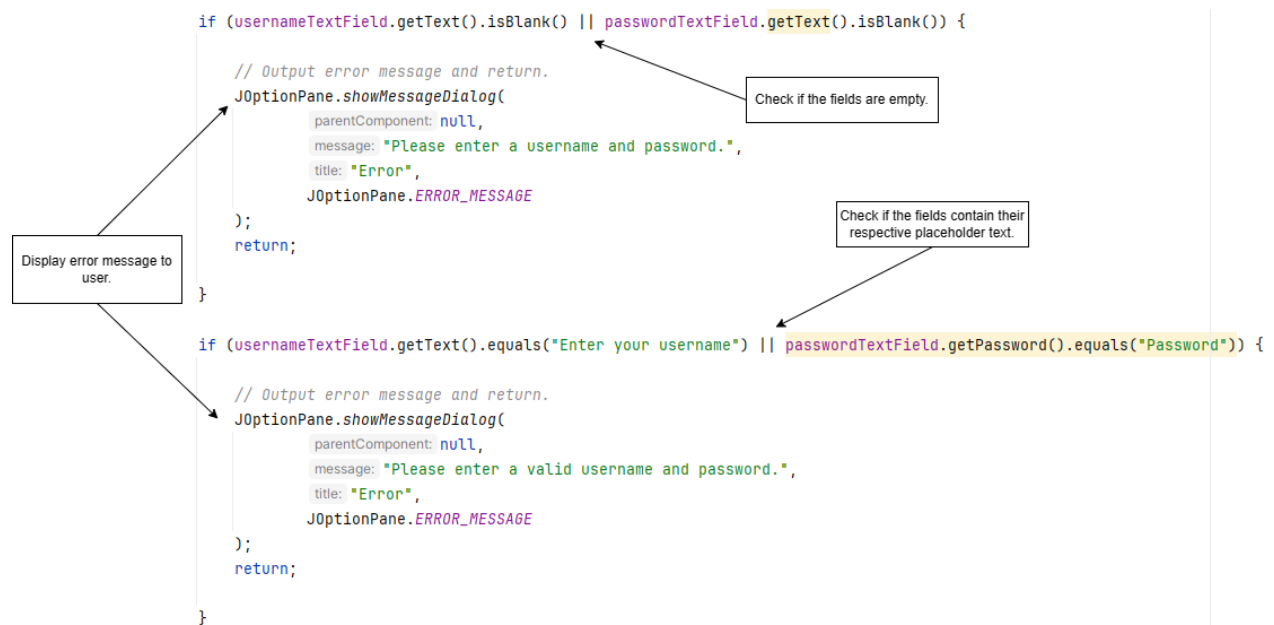 if (usernameTextField.getText().isBlank() || passwordTextField.getText().isBlank()) {
// Output error message and return.
JOptionPane.showMessageDialog(
parentComponent: null,
message: "Please enter a username and password.",
title: "Error",
JOptionPane.ERROR_MESSAGE
);
return;
}
Check if the fields are empty.
Display error message to
user.
Check if the fields contain their
respective placeholder text.
if (usernameTextField.getText().equals("Enter your username") || passwordTextField.getPassword().equals("Password")) {
// Output error message and return.
JOptionPane.showMessageDialog(
parentComponent: null,
message: "Please enter a valid username and password.",
title: "Error",
JOptionPane.ERROR_MESSAGE
);
return;
}